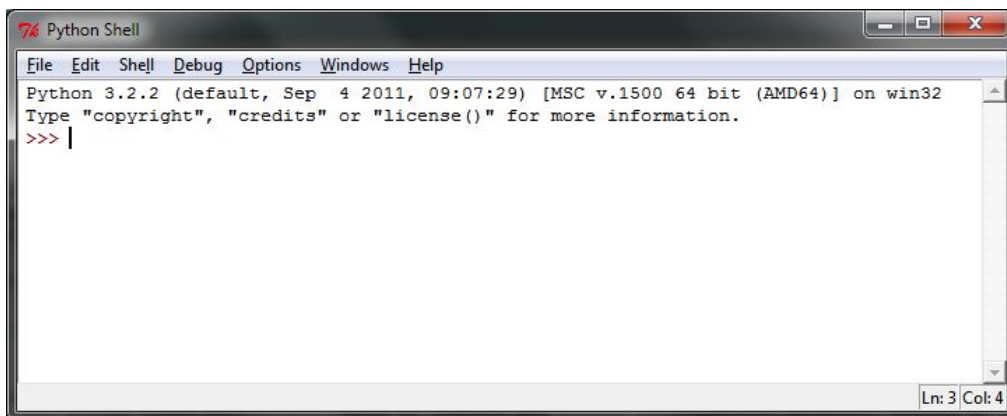 Python Shell
File Edit Shell Debug Options Windows Help
Python 3.2.2 (default, Sep  4 2011, 09:07:29) [MSC v.1500 64 bit (AMD64)] on win32
Type "copyright", "credits" or "license()" for more information.
>>>
Ln: 3 Col: 4